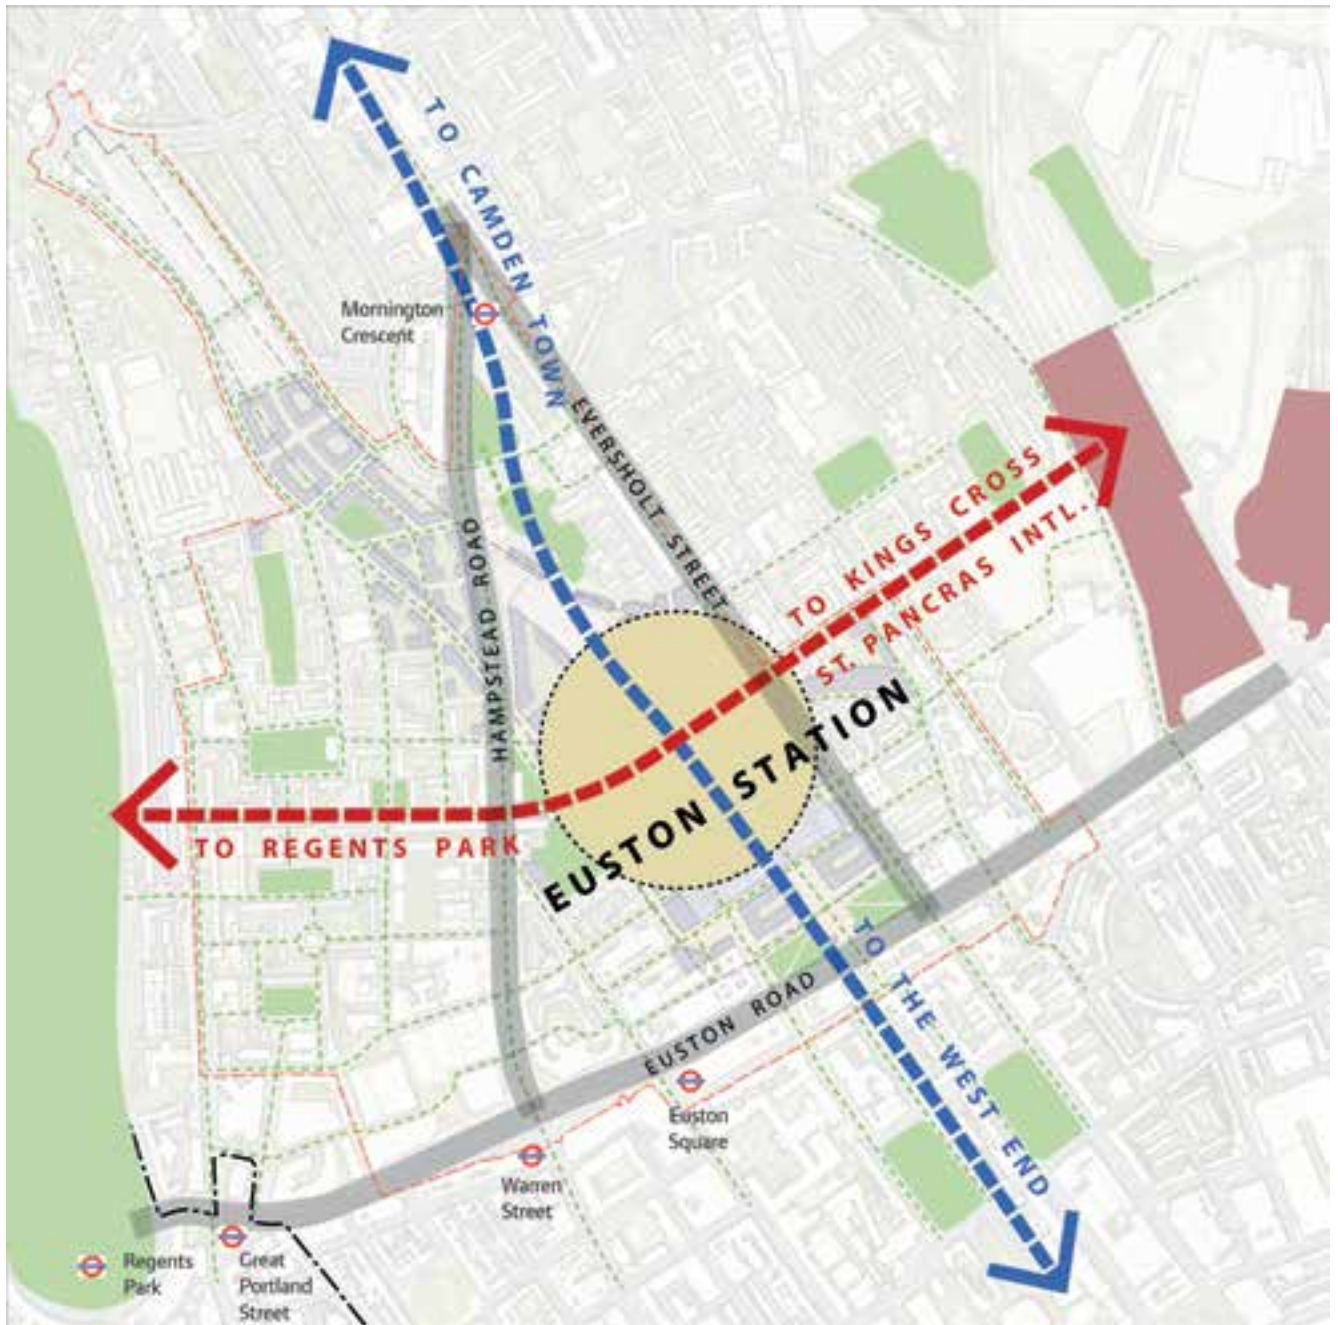 TO CAMDEN TOWN
Mornington
Crescent
EVERSHOLT STREET
HAMPSTEAD ROAD
TO KINGS CROSS
ST. PANCRAS INTL.
EUSTON STATION
TO REGENTS PARK
TO THE WEST END
EUSTON ROAD
Euston
Square
Warren
Street
Regents
Park
Great
Portland
Street